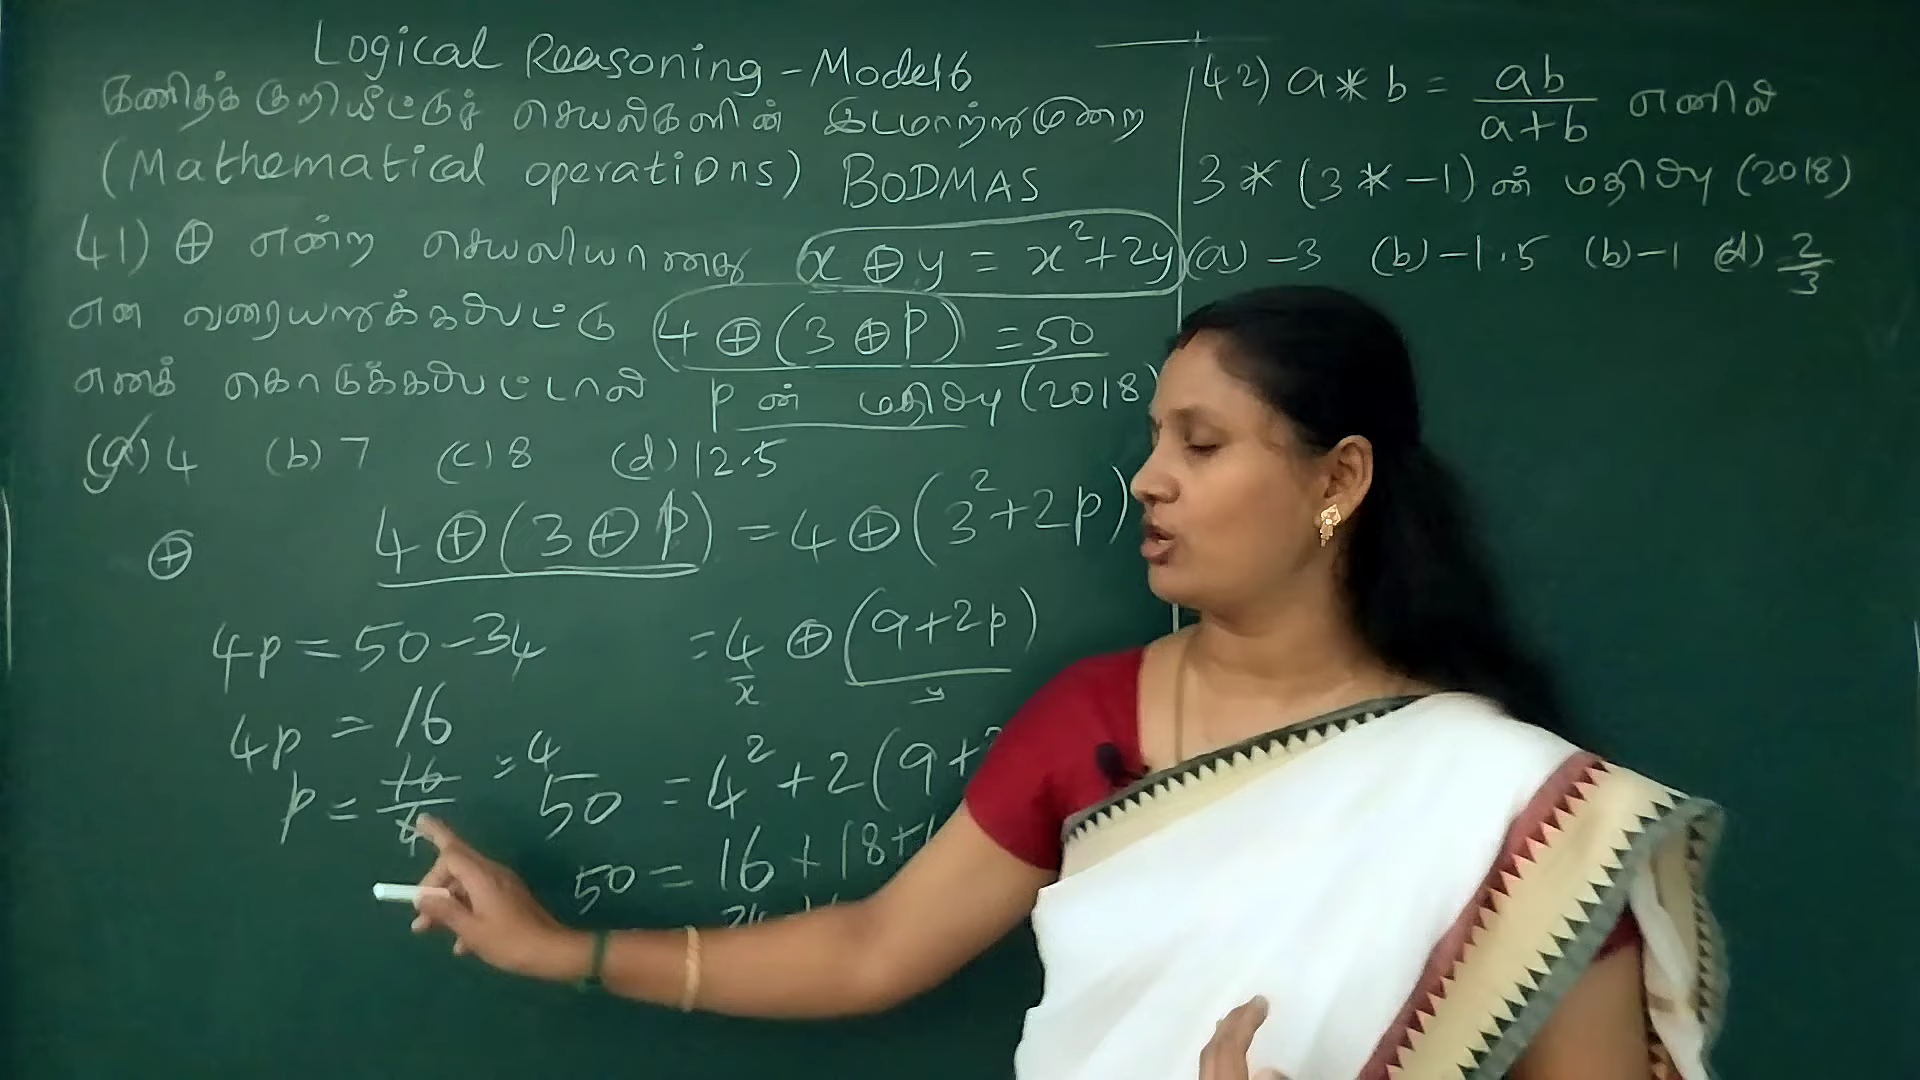 Logical Reasoning - Model 6
கணிதக் குறியீட்டுச் செயல்களின் இடமாற்றுமுறை
(Mathematical operations) BODMAS
41) ⊕ என்ற செயலியானது x ⊕ y = x² + 2y
என வரையறுக்கப்பட்டு 4 ⊕ (3 ⊕ p) = 50
எனக் கொடுக்கப்பட்டால் p ன் மதிப்பு (2018)
(a) 4 (b) 7 (c) 8 (d) 12.5
⊕ 4 ⊕ (3 ⊕ p) = 4 ⊕ (3² + 2p)
= 4 ⊕ (9 + 2p)
x y
50 = 4² + 2(9 +
50 = 16 + 18 +
4p = 50 - 34
4p = 16
p = 16/4 = 4
42) a * b = ab/a+b எனில்
3 * (3 * -1) ன் மதிப்பு (2018)
(a) -3 (b) -1.5 (b) -1 (d) 2/3